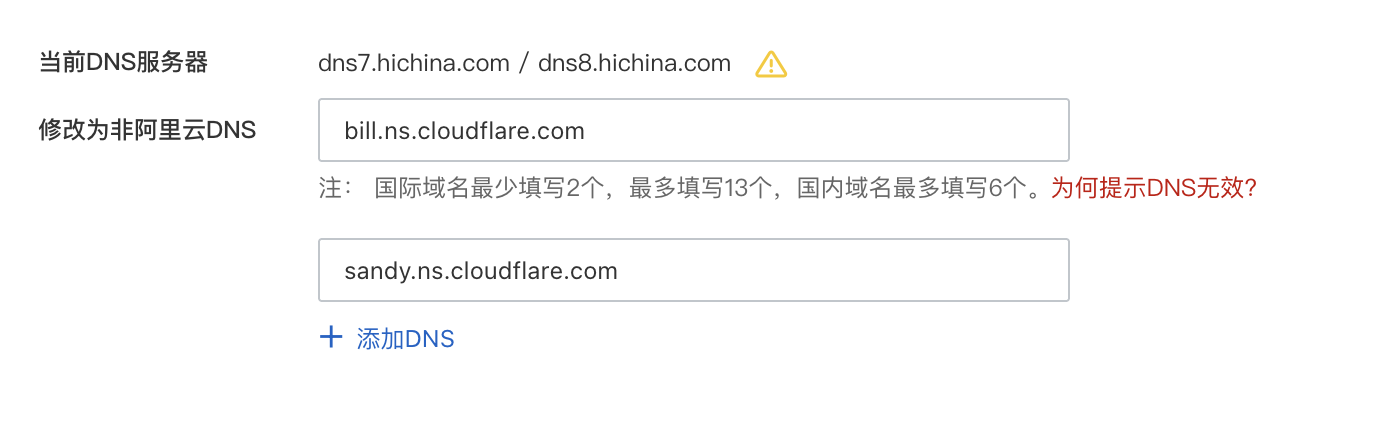 当前DNS服务器 dns7.hichina.com / dns8.hichina.com
修改为非阿里云DNS bill.ns.cloudflare.com
注： 国际域名最少填写2个，最多填写13个，国内域名最多填写6个。为何提示DNS无效?
sandy.ns.cloudflare.com
添加DNS